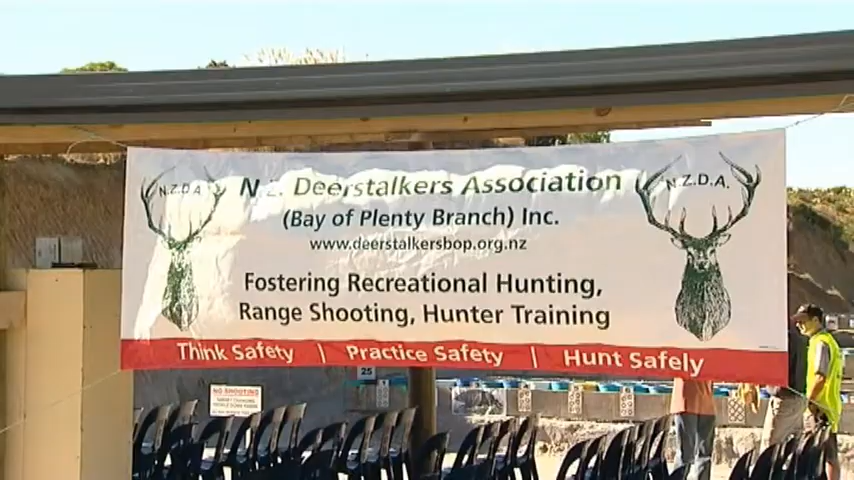 N.Z.D.A.
N.Z. Deerstalkers Association
N.Z.D.A.
(Bay of Plenty Branch) Inc.
www.deerstalkersbop.org.nz
Fostering Recreational Hunting,
Range Shooting, Hunter Training
Think Safety | Practice Safety | Hunt Safely
25
NO SHOOTING